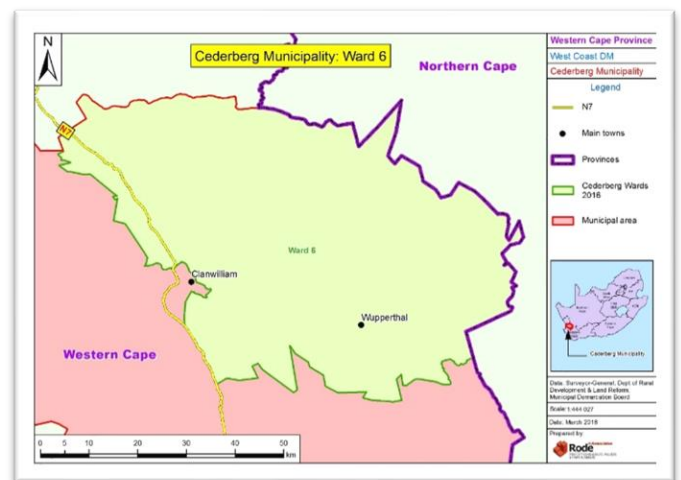 N
Cederberg Municipality: Ward 6
Northern Cape
N7
Ward 6
Clanwilliam
Wupperthal
Western Cape
0 5 10 20 30 40 50
km
Western Cape Province
West Coast DM
Cederberg Municipality
Legend
N7
Main towns
Provinces
Cederberg Wards
2016
Municipal area
Cederberg Municipality
Data: Surveyor-General, Dept of Rural
Development & Land Reform,
Municipal Demarcation Board
Date: March 2018
Prepared by:
Rode